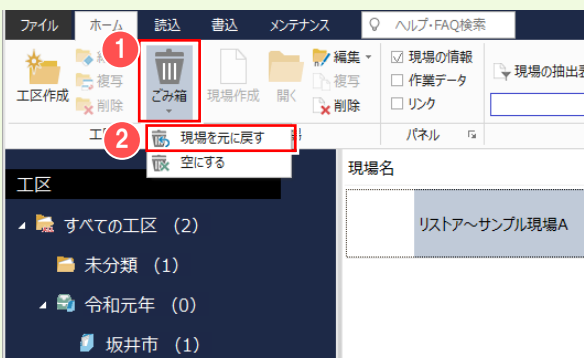 ファイル ホーム 読込 書込 メンテナンス ヘルプ・FAQ検索
1
編集 現場の情報
複写 複写 作業データ 現場の抽出
工区作成 削除 ごみ箱 現場作成 開く 削除 リンク
パネル
2 現場を元に戻す
空にする
現場名
工区
リストア～サンプル現場A
すべての工区 (2)
未分類 (1)
令和元年 (0)
坂井市 (1)